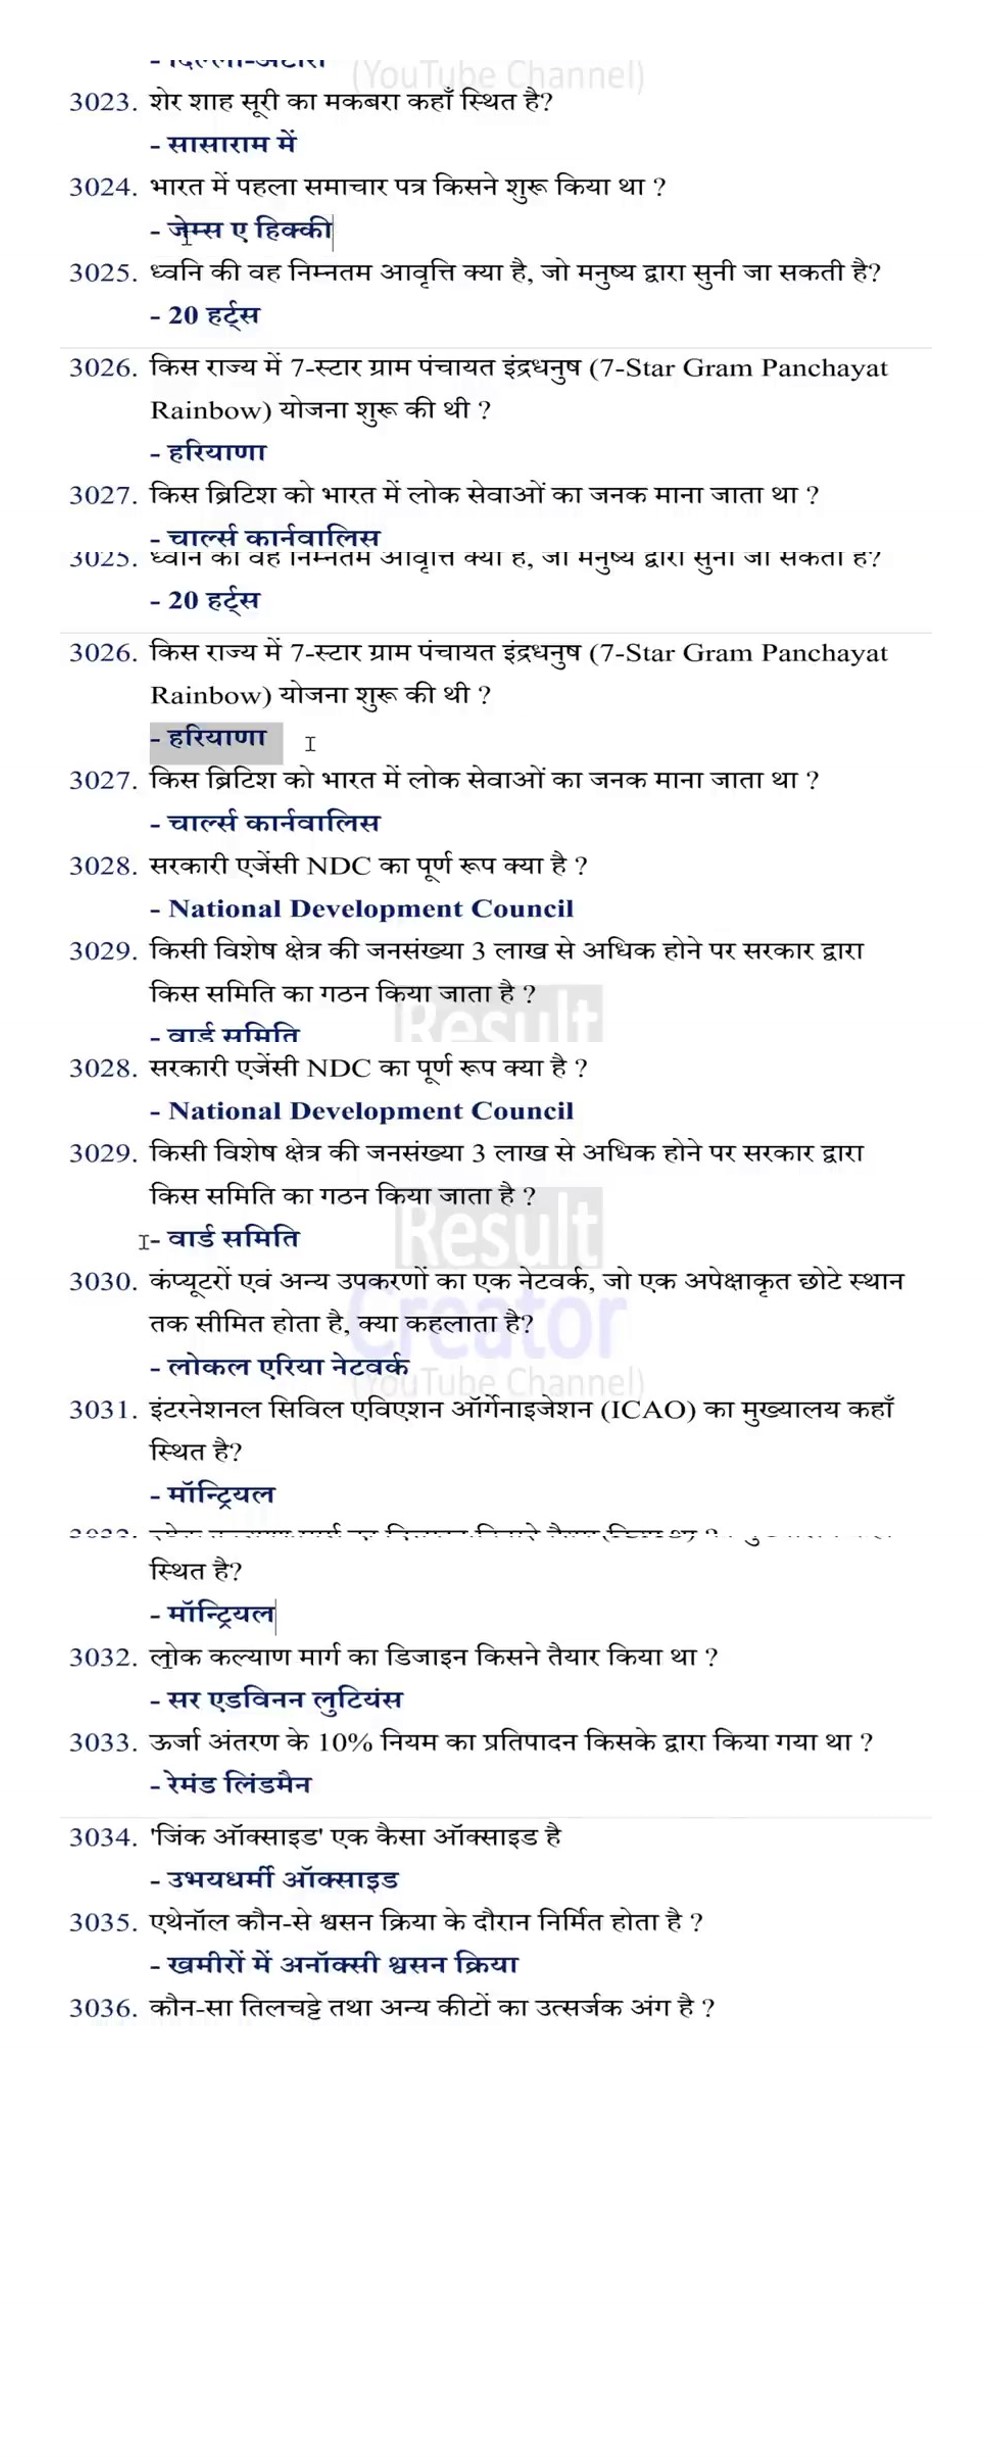 - दिल्ली-अटारी
(YouTube Channel)
3023. शेर शाह सूरी का मकबरा कहाँ स्थित है?
- सासाराम में
3024. भारत में पहला समाचार पत्र किसने शुरू किया था ?
- जेम्स ए हिक्की
3025. ध्वनि की वह निम्नतम आवृत्ति क्या है, जो मनुष्य द्वारा सुनी जा सकती है?
- 20 हर्ट्स
3026. किस राज्य में 7-स्टार ग्राम पंचायत इंद्रधनुष (7-Star Gram Panchayat
Rainbow) योजना शुरू की थी ?
- हरियाणा
3027. किस ब्रिटिश को भारत में लोक सेवाओं का जनक माना जाता था ?
- चार्ल्स कार्नवालिस
3025. ध्वनि की वह निम्नतम आवृत्ति क्या है, जो मनुष्य द्वारा सुनी जा सकती है?
- 20 हर्ट्स
3026. किस राज्य में 7-स्टार ग्राम पंचायत इंद्रधनुष (7-Star Gram Panchayat
Rainbow) योजना शुरू की थी ?
- हरियाणा
3027. किस ब्रिटिश को भारत में लोक सेवाओं का जनक माना जाता था ?
- चार्ल्स कार्नवालिस
3028. सरकारी एजेंसी NDC का पूर्ण रूप क्या है ?
- National Development Council
3029. किसी विशेष क्षेत्र की जनसंख्या 3 लाख से अधिक होने पर सरकार द्वारा
किस समिति का गठन किया जाता है ?
Result
- वार्ड समिति
3028. सरकारी एजेंसी NDC का पूर्ण रूप क्या है ?
- National Development Council
3029. किसी विशेष क्षेत्र की जनसंख्या 3 लाख से अधिक होने पर सरकार द्वारा
किस समिति का गठन किया जाता है ?
Result
- वार्ड समिति
3030. कंप्यूटरों एवं अन्य उपकरणों का एक नेटवर्क, जो एक अपेक्षाकृत छोटे स्थान
तक सीमित होता है, क्या कहलाता है?
Creator
- लोकल एरिया नेटवर्क
(YouTube Channel)
3031. इंटरनेशनल सिविल एविएशन ऑर्गेनाइजेशन (ICAO) का मुख्यालय कहाँ
स्थित है?
- मॉन्ट्रियल
स्थित है?
- मॉन्ट्रियल
3032. लोक कल्याण मार्ग का डिजाइन किसने तैयार किया था ?
- सर एडविनन लुटियंस
3033. ऊर्जा अंतरण के 10% नियम का प्रतिपादन किसके द्वारा किया गया था ?
- रेमंड लिंडमैन
3034. 'जिंक ऑक्साइड' एक कैसा ऑक्साइड है
- उभयधर्मी ऑक्साइड
3035. एथेनॉल कौन-से श्वसन क्रिया के दौरान निर्मित होता है ?
- खमीरों में अनॉक्सी श्वसन क्रिया
3036. कौन-सा तिलचट्टे तथा अन्य कीटों का उत्सर्जक अंग है ?